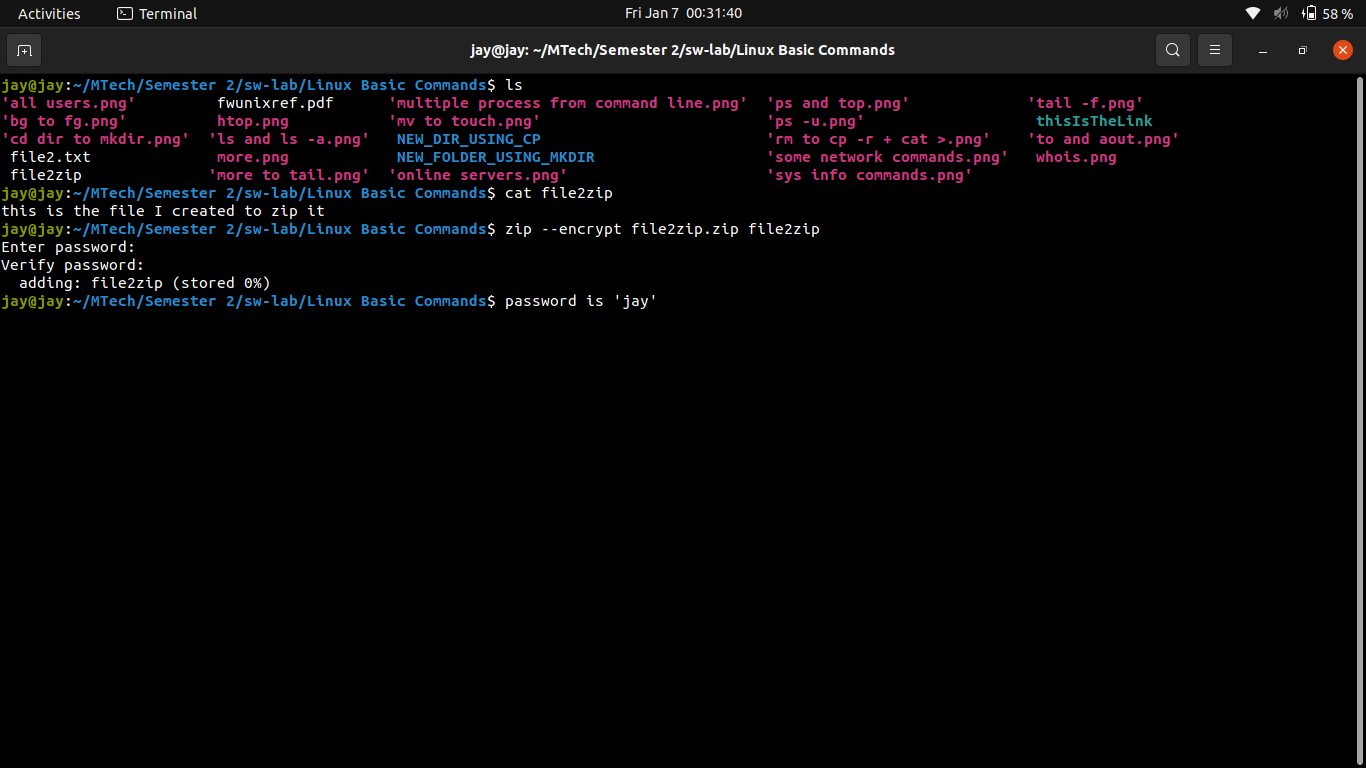 Activities Terminal Fri Jan 7 00:31:40 58 %
jay@jay: ~/MTech/Semester 2/sw-lab/Linux Basic Commands
jay@jay:~/MTech/Semester 2/sw-lab/Linux Basic Commands$ ls
'all users.png' fwunixref.pdf 'multiple process from command line.png' 'ps and top.png' 'tail -f.png'
'bg to fg.png' htop.png 'mv to touch.png' 'ps -u.png' thisIsTheLink
'cd dir to mkdir.png' 'ls and ls -a.png' NEW_DIR_USING_CP 'rm to cp -r + cat >.png' 'to and aout.png'
file2.txt more.png NEW_FOLDER_USING_MKDIR 'some network commands.png' whois.png
file2zip 'more to tail.png' 'online servers.png' 'sys info commands.png'
jay@jay:~/MTech/Semester 2/sw-lab/Linux Basic Commands$ cat file2zip
this is the file I created to zip it
jay@jay:~/MTech/Semester 2/sw-lab/Linux Basic Commands$ zip --encrypt file2zip.zip file2zip
Enter password:
Verify password:
adding: file2zip (stored 0%)
jay@jay:~/MTech/Semester 2/sw-lab/Linux Basic Commands$ password is 'jay'